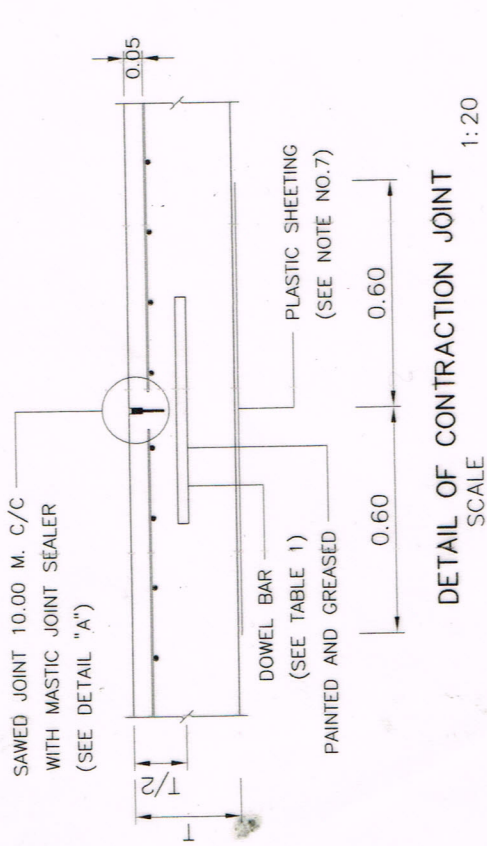 SAWED JOINT 10.00 M. C/C
WITH MASTIC JOINT SEALER
(SEE DETAIL "A")
0.05
T/2
T
DOWEL BAR
(SEE TABLE 1)
PAINTED AND GREASED
PLASTIC SHEETING
(SEE NOTE NO.7)
0.60
0.60
DETAIL OF CONTRACTION JOINT
SCALE 1:20